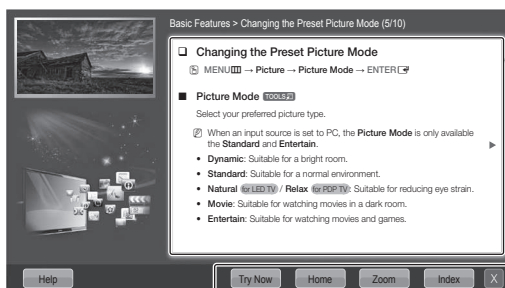 Basic Features > Changing the Preset Picture Mode (5/10)
Changing the Preset Picture Mode
MENU → Picture → Picture Mode → ENTER
Picture Mode TOOLS
Select your preferred picture type.
When an input source is set to PC, the Picture Mode is only available
the Standard and Entertain.
• Dynamic: Suitable for a bright room.
• Standard: Suitable for a normal environment.
• Natural for LED TV / Relax for PDP TV: Suitable for reducing eye strain.
• Movie: Suitable for watching movies in a dark room.
• Entertain: Suitable for watching movies and games.
Help Try Now Home Zoom Index X